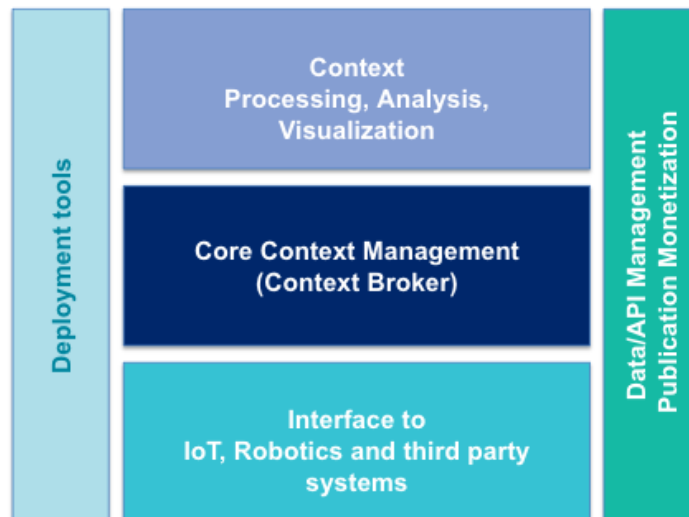 Deployment tools
Context
Processing, Analysis,
Visualization
Core Context Management
(Context Broker)
Interface to
IoT, Robotics and third party
systems
Data/API Management
Publication Monetization